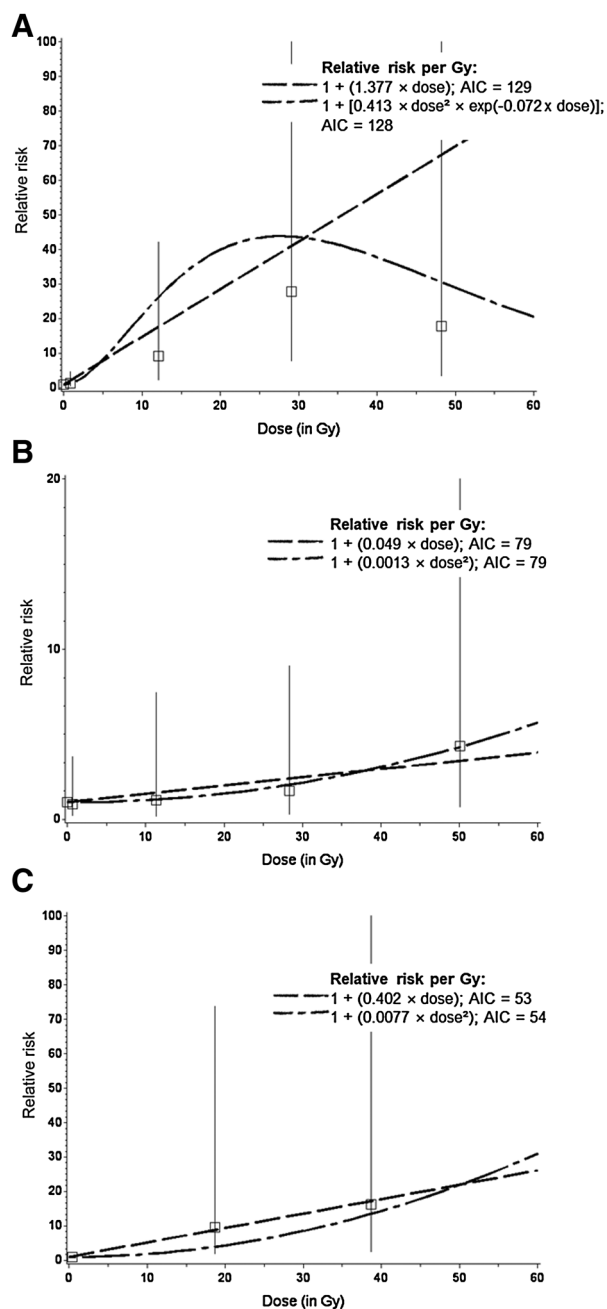 A
100
90
80
70
60
50
40
30
20
10
0
Relative risk
Relative risk per Gy:
1 + (1.377 × dose); AIC = 129
1 + [0.413 × dose² × exp(-0.072 x dose)];
AIC = 128
0 10 20 30 40 50 60
Dose (in Gy)
B
20
10
0
Relative risk
Relative risk per Gy:
1 + (0.049 × dose); AIC = 79
1 + (0.0013 × dose²); AIC = 79
0 10 20 30 40 50 60
Dose (in Gy)
C
100
90
80
70
60
50
40
30
20
10
0
Relative risk
Relative risk per Gy:
1 + (0.402 × dose); AIC = 53
1 + (0.0077 × dose²); AIC = 54
0 10 20 30 40 50 60
Dose (in Gy)